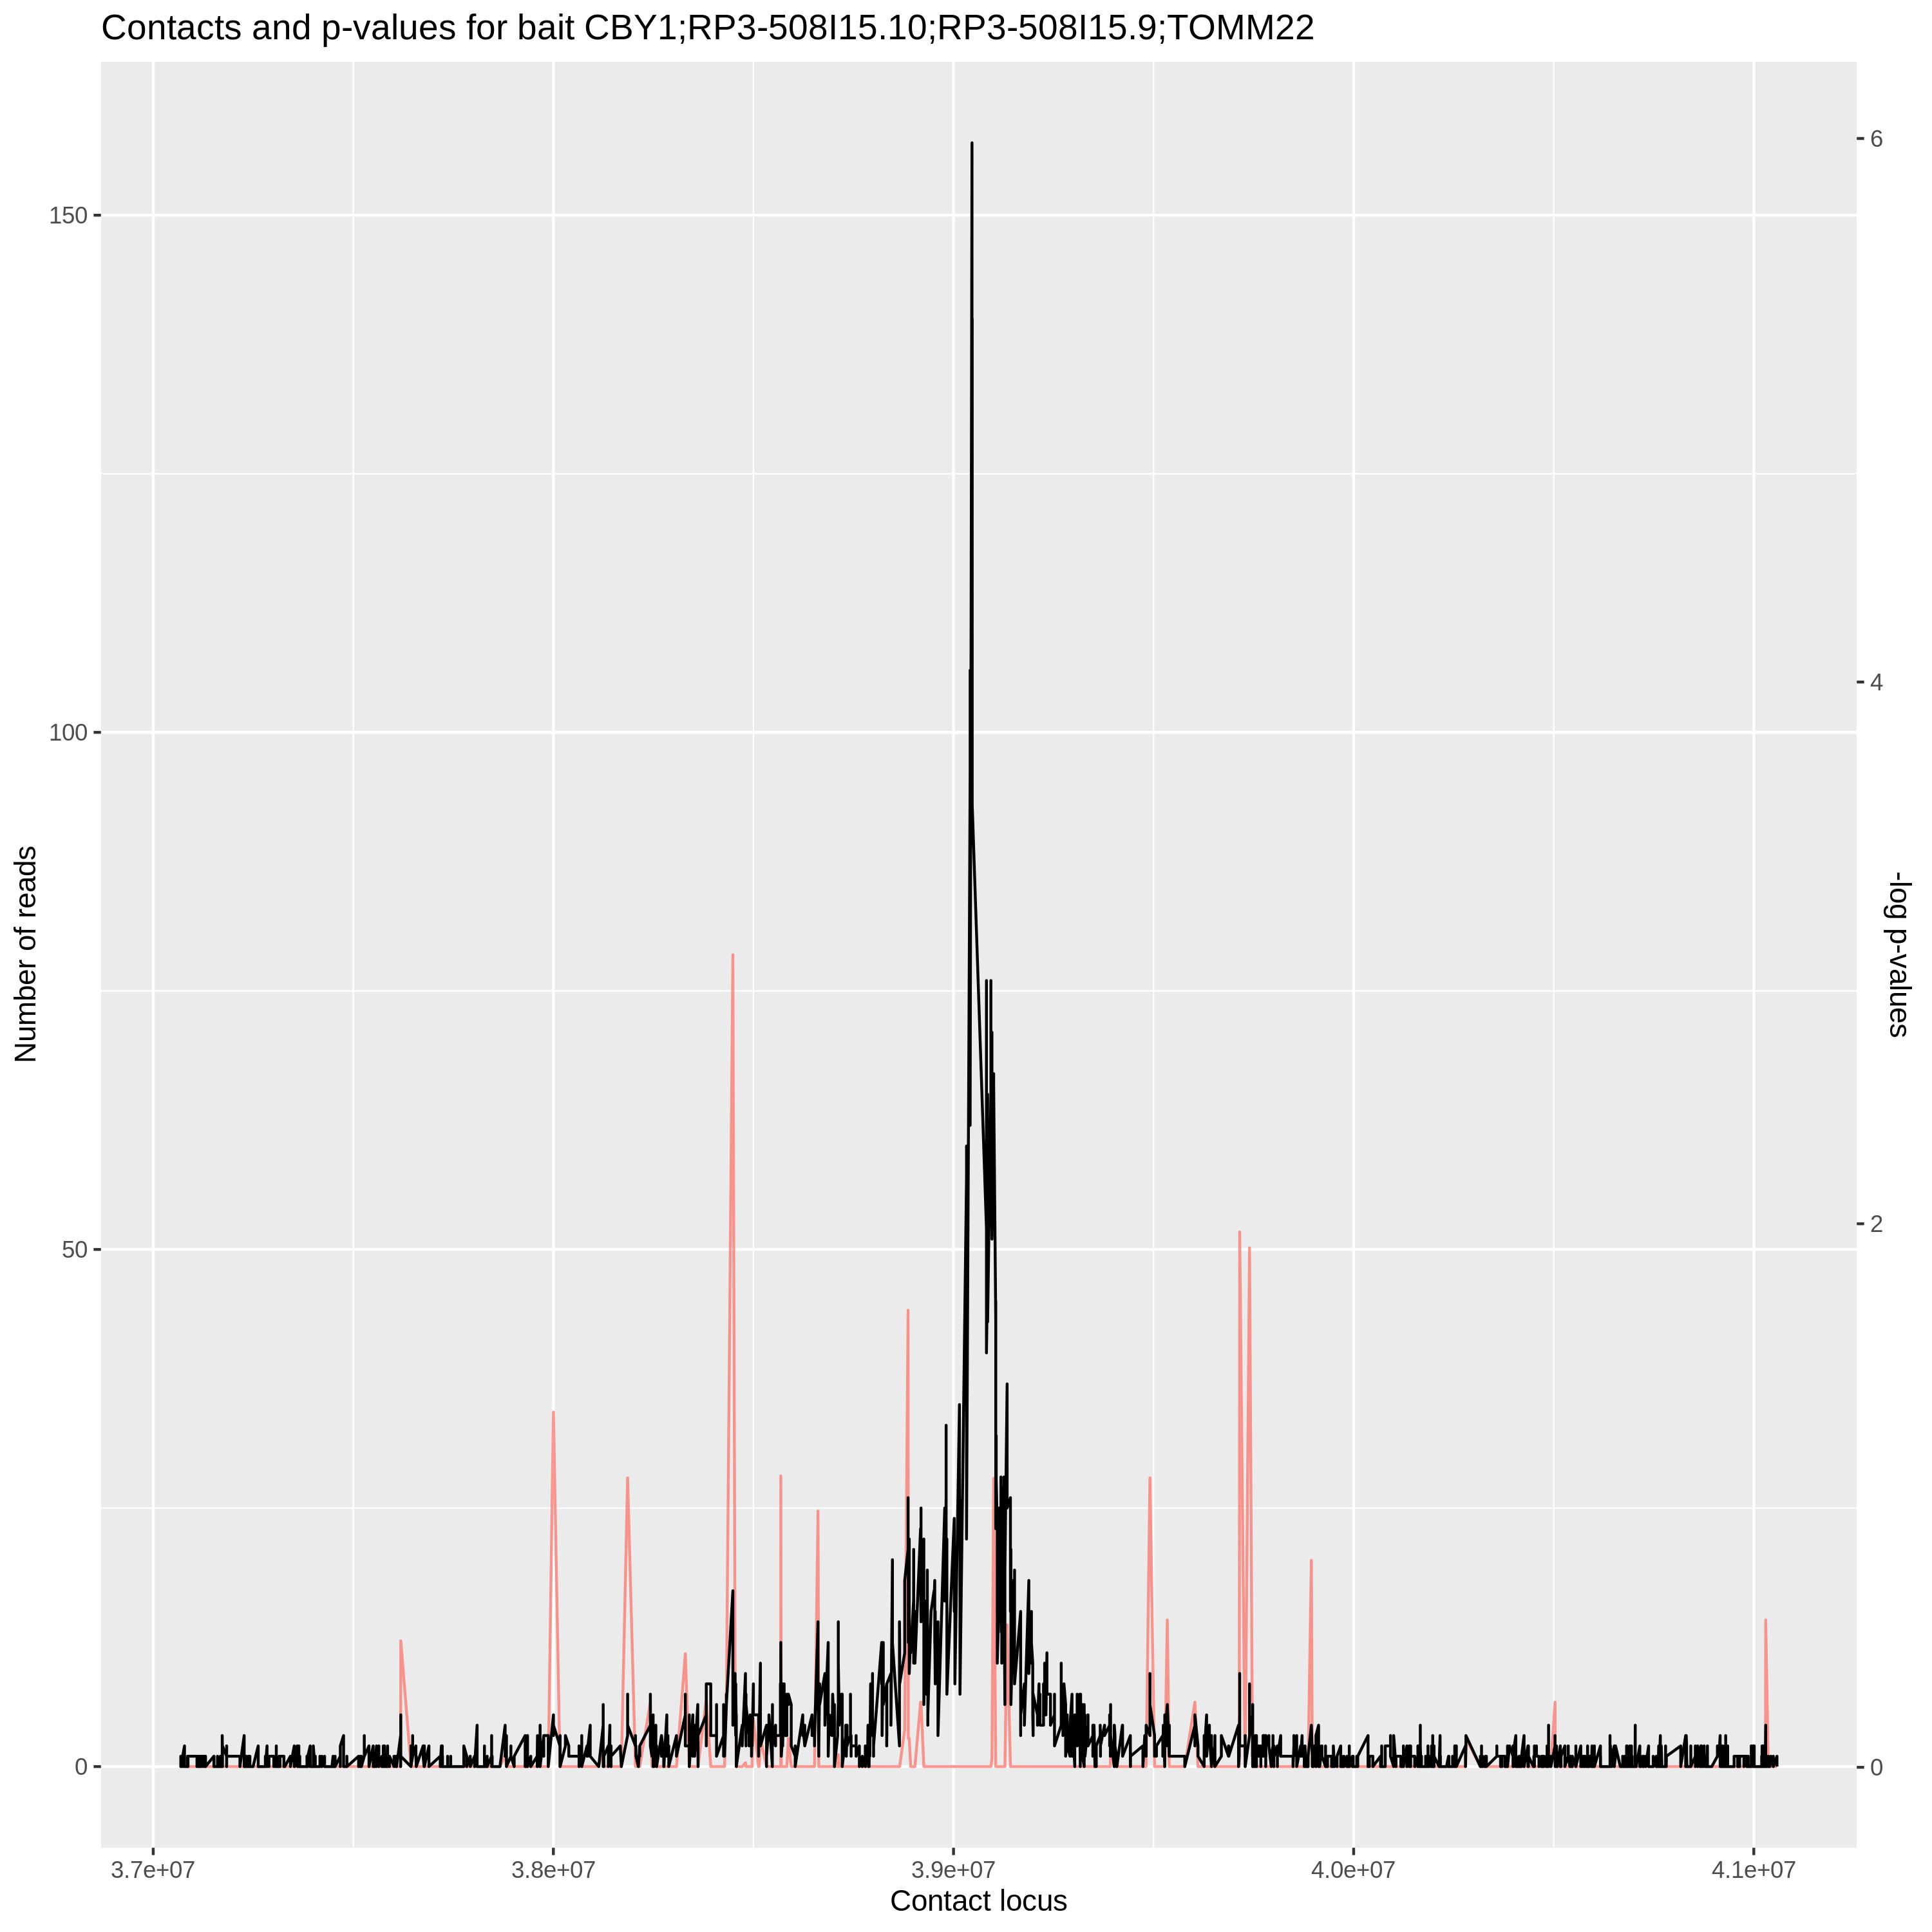 Contacts and p-values for bait CBY1;RP3-508I15.10;RP3-508I15.9;TOMM22
150
100
50
0
Number of reads
6
4
2
0
-log p-values
3.7e+07
3.8e+07
3.9e+07
4.0e+07
4.1e+07
Contact locus